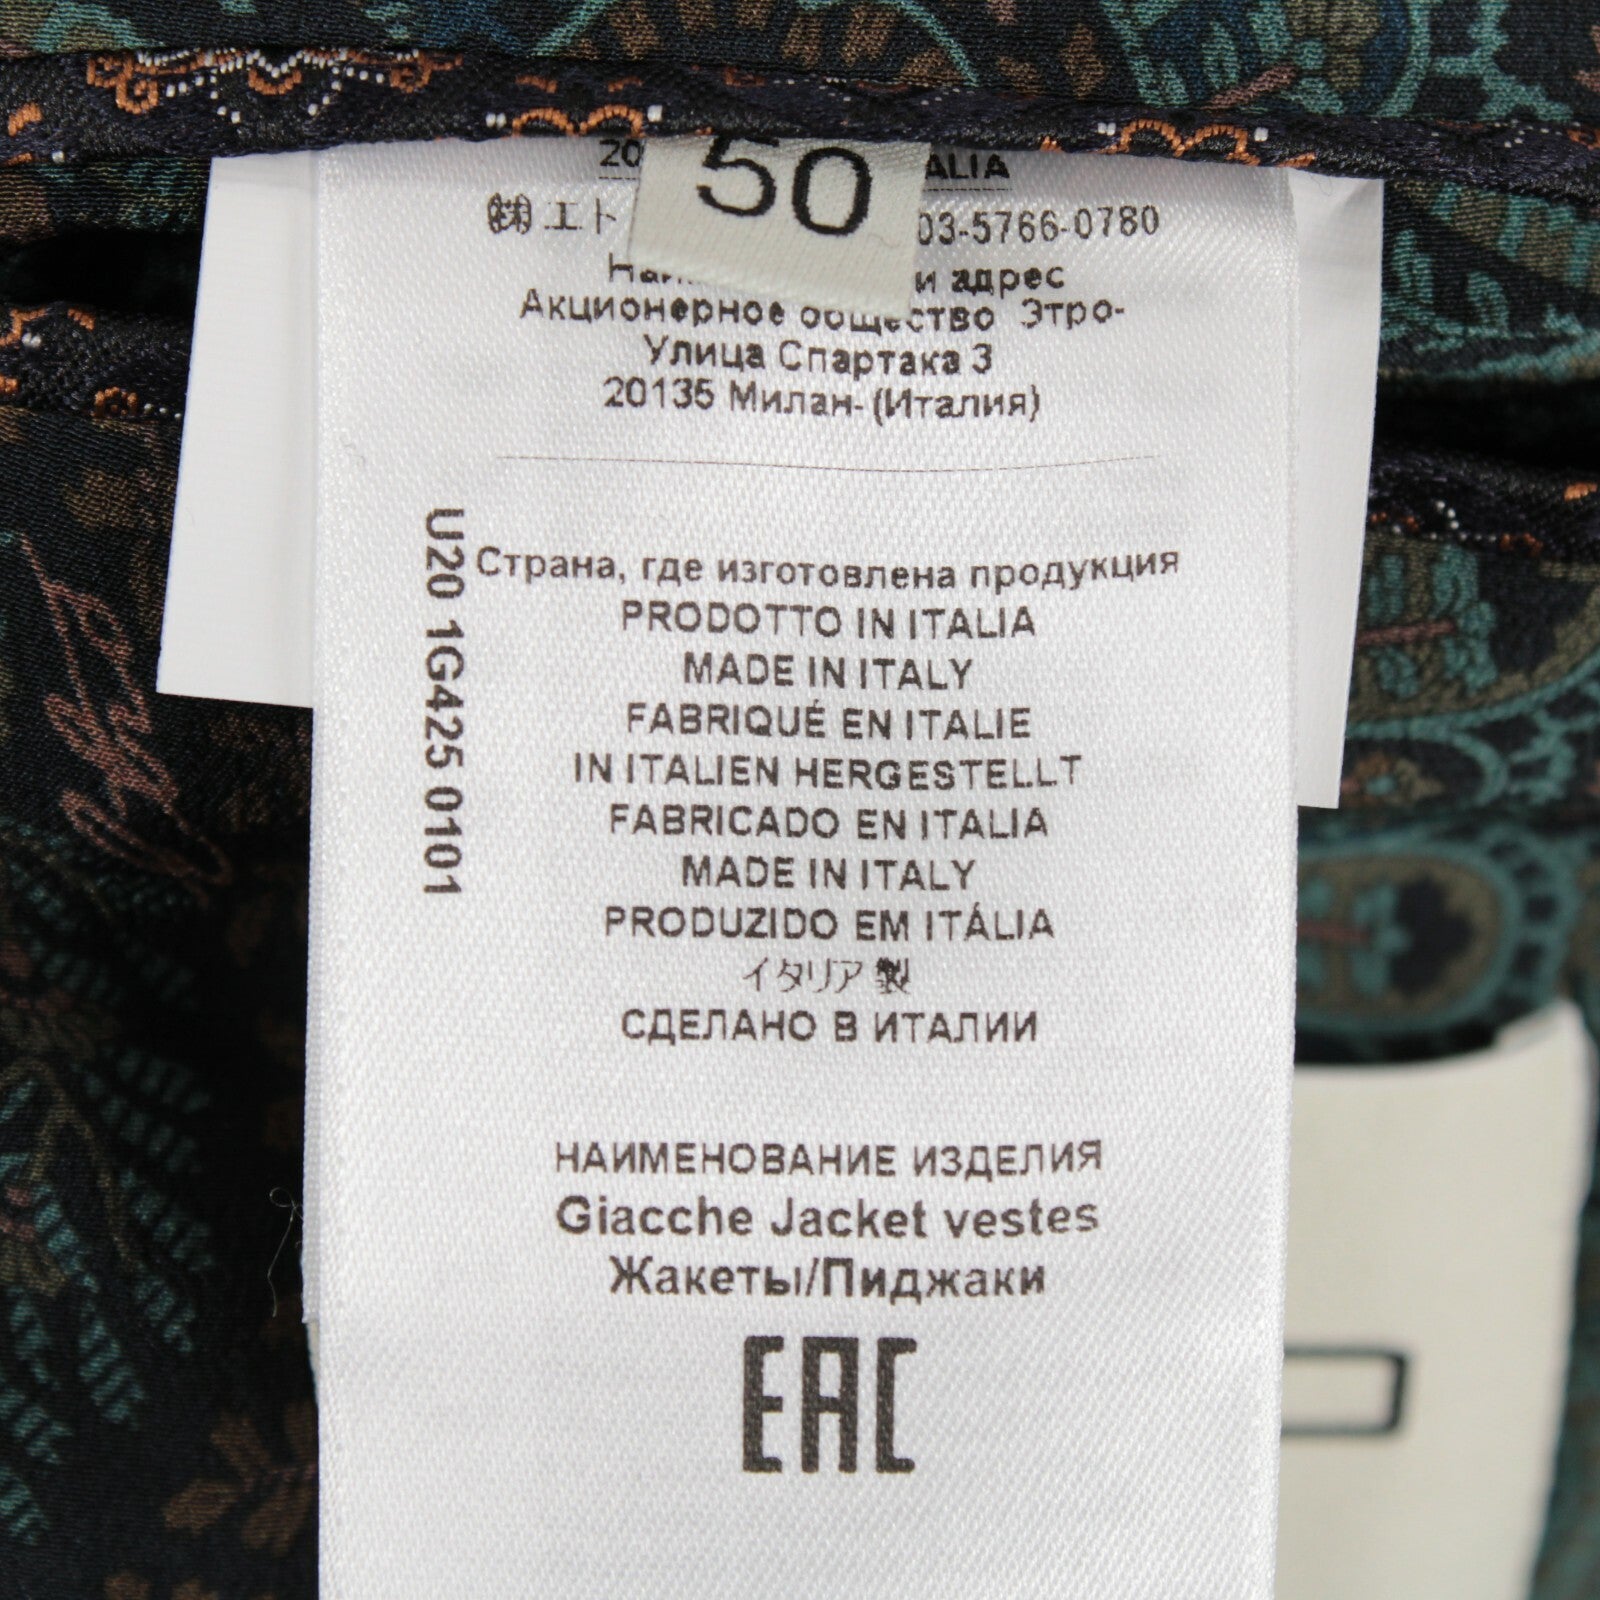 50
㈱エト 03-5766-0780
и адрес
Акционерное общество Этро-
Улица Спартака 3
20135 Милан- (Италия)
U20 1G425 0101
Страна, где изготовлена продукция
PRODOTTO IN ITALIA
MADE IN ITALY
FABRIQUÉ EN ITALIE
IN ITALIEN HERGESTELLT
FABRICADO EN ITALIA
MADE IN ITALY
PRODUZIDO EM ITÁLIA
イタリア製
СДЕЛАНО В ИТАЛИИ
НАИМЕНОВАНИЕ ИЗДЕЛИЯ
Giacche Jacket vestes
Жакеты/Пиджаки
EAC